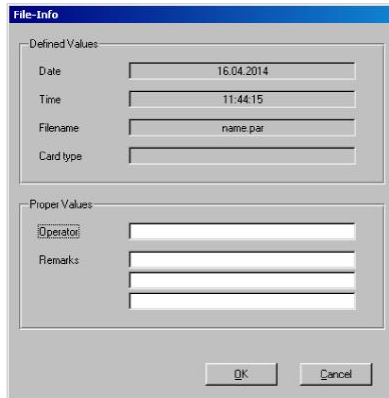 File-Info
Defined Values
Date 16.04.2014
Time 11:44:15
Filename name.par
Card type
Proper Values
Operator
Remarks
OK Cancel